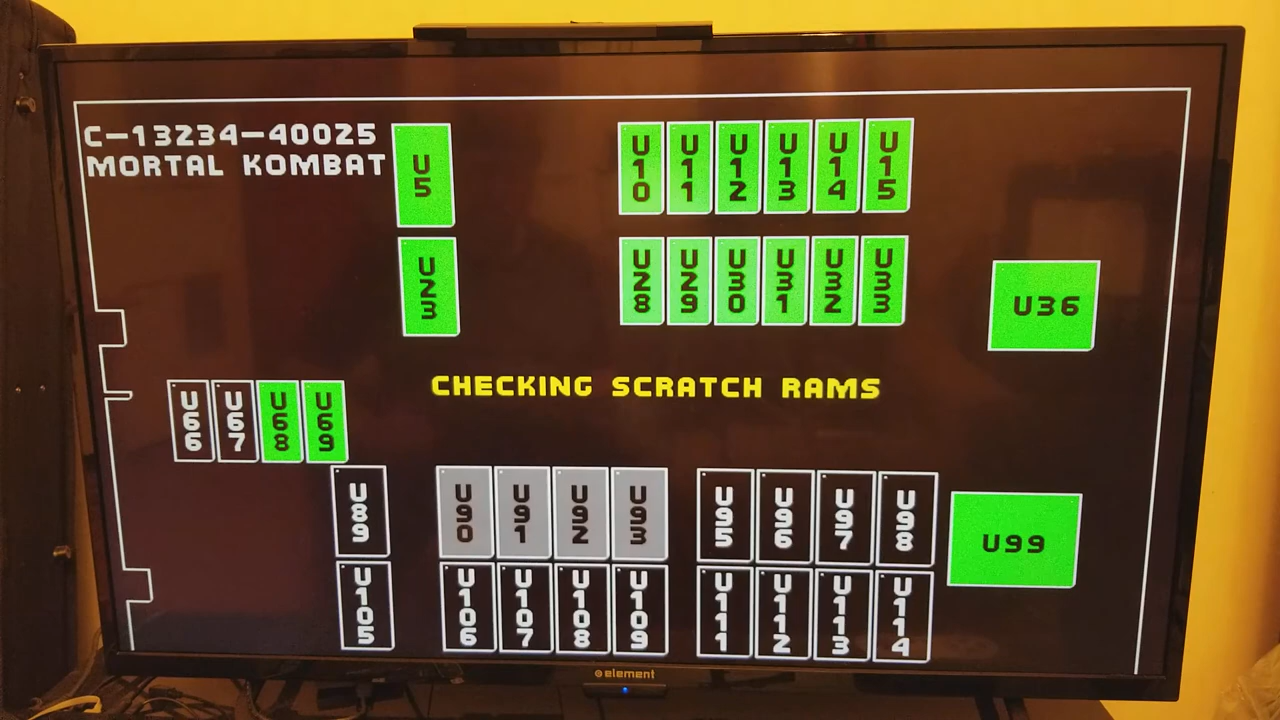 C-13234-40025
MORTAL KOMBAT
U5
U10 U11 U12 U13 U14 U15
U23
U28 U29 U30 U31 U32 U33
U36
CHECKING SCRATCH RAMS
U66 U67 U68 U69
U89 U90 U91 U92 U93 U95 U96 U97 U98
U99
U105 U106 U107 U108 U109 U111 U112 U113 U114
element